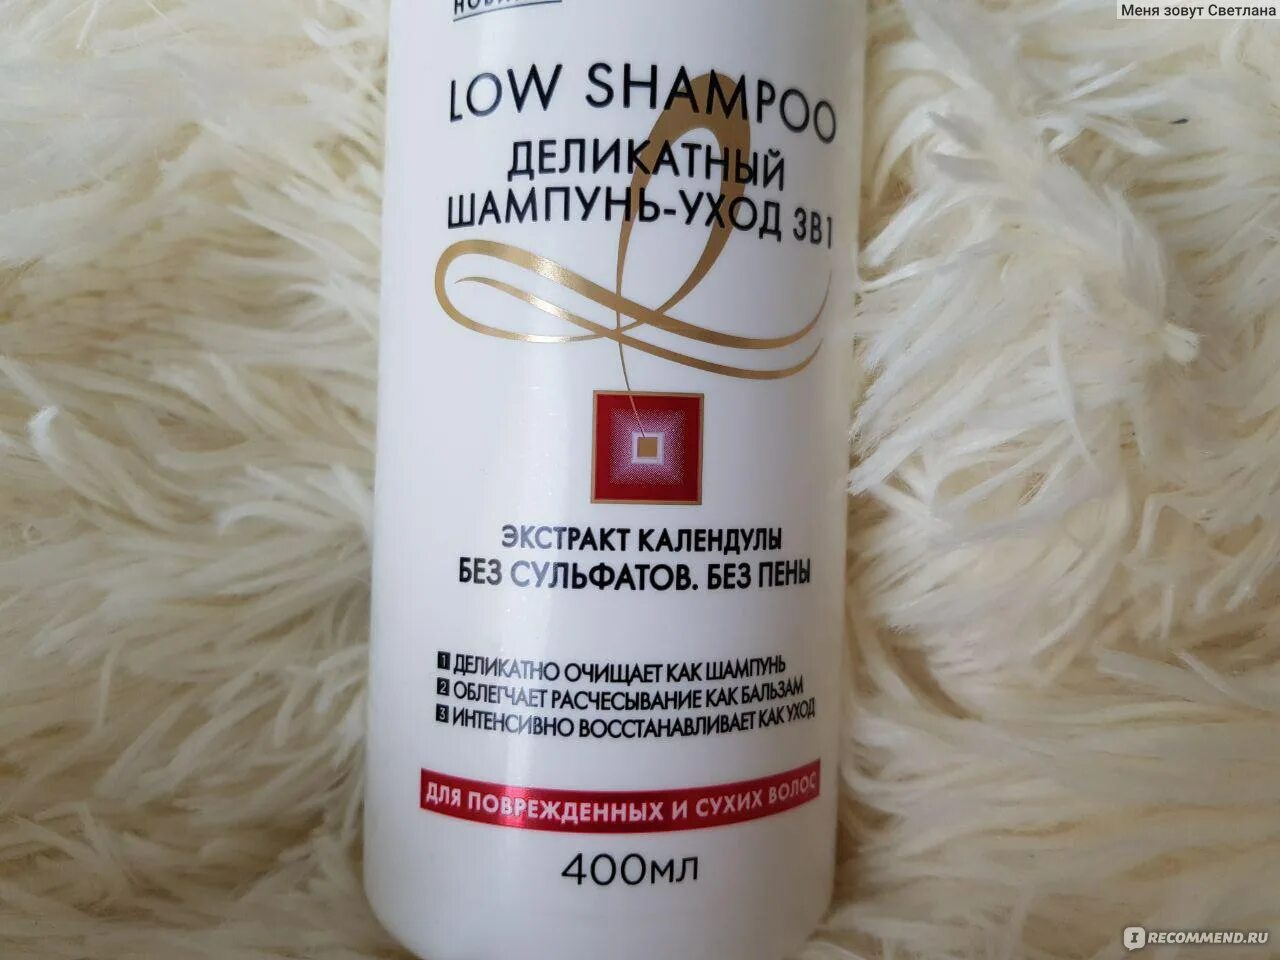 Меня зовут Светлана
LOW SHAMPOO
ДЕЛИКАТНЫЙ
ШАМПУНЬ-УХОД 3В1
ЭКСТРАКТ КАЛЕНДУЛЫ
БЕЗ СУЛЬФАТОВ. БЕЗ ПЕНЫ
1 ДЕЛИКАТНО ОЧИЩАЕТ КАК ШАМПУНЬ
2 ОБЛЕГЧАЕТ РАСЧЕСЫВАНИЕ КАК БАЛЬЗАМ
3 ИНТЕНСИВНО ВОССТАНАВЛИВАЕТ КАК УХОД
ДЛЯ ПОВРЕЖДЕННЫХ И СУХИХ ВОЛОС
400МЛ
IRECOMMEND.RU